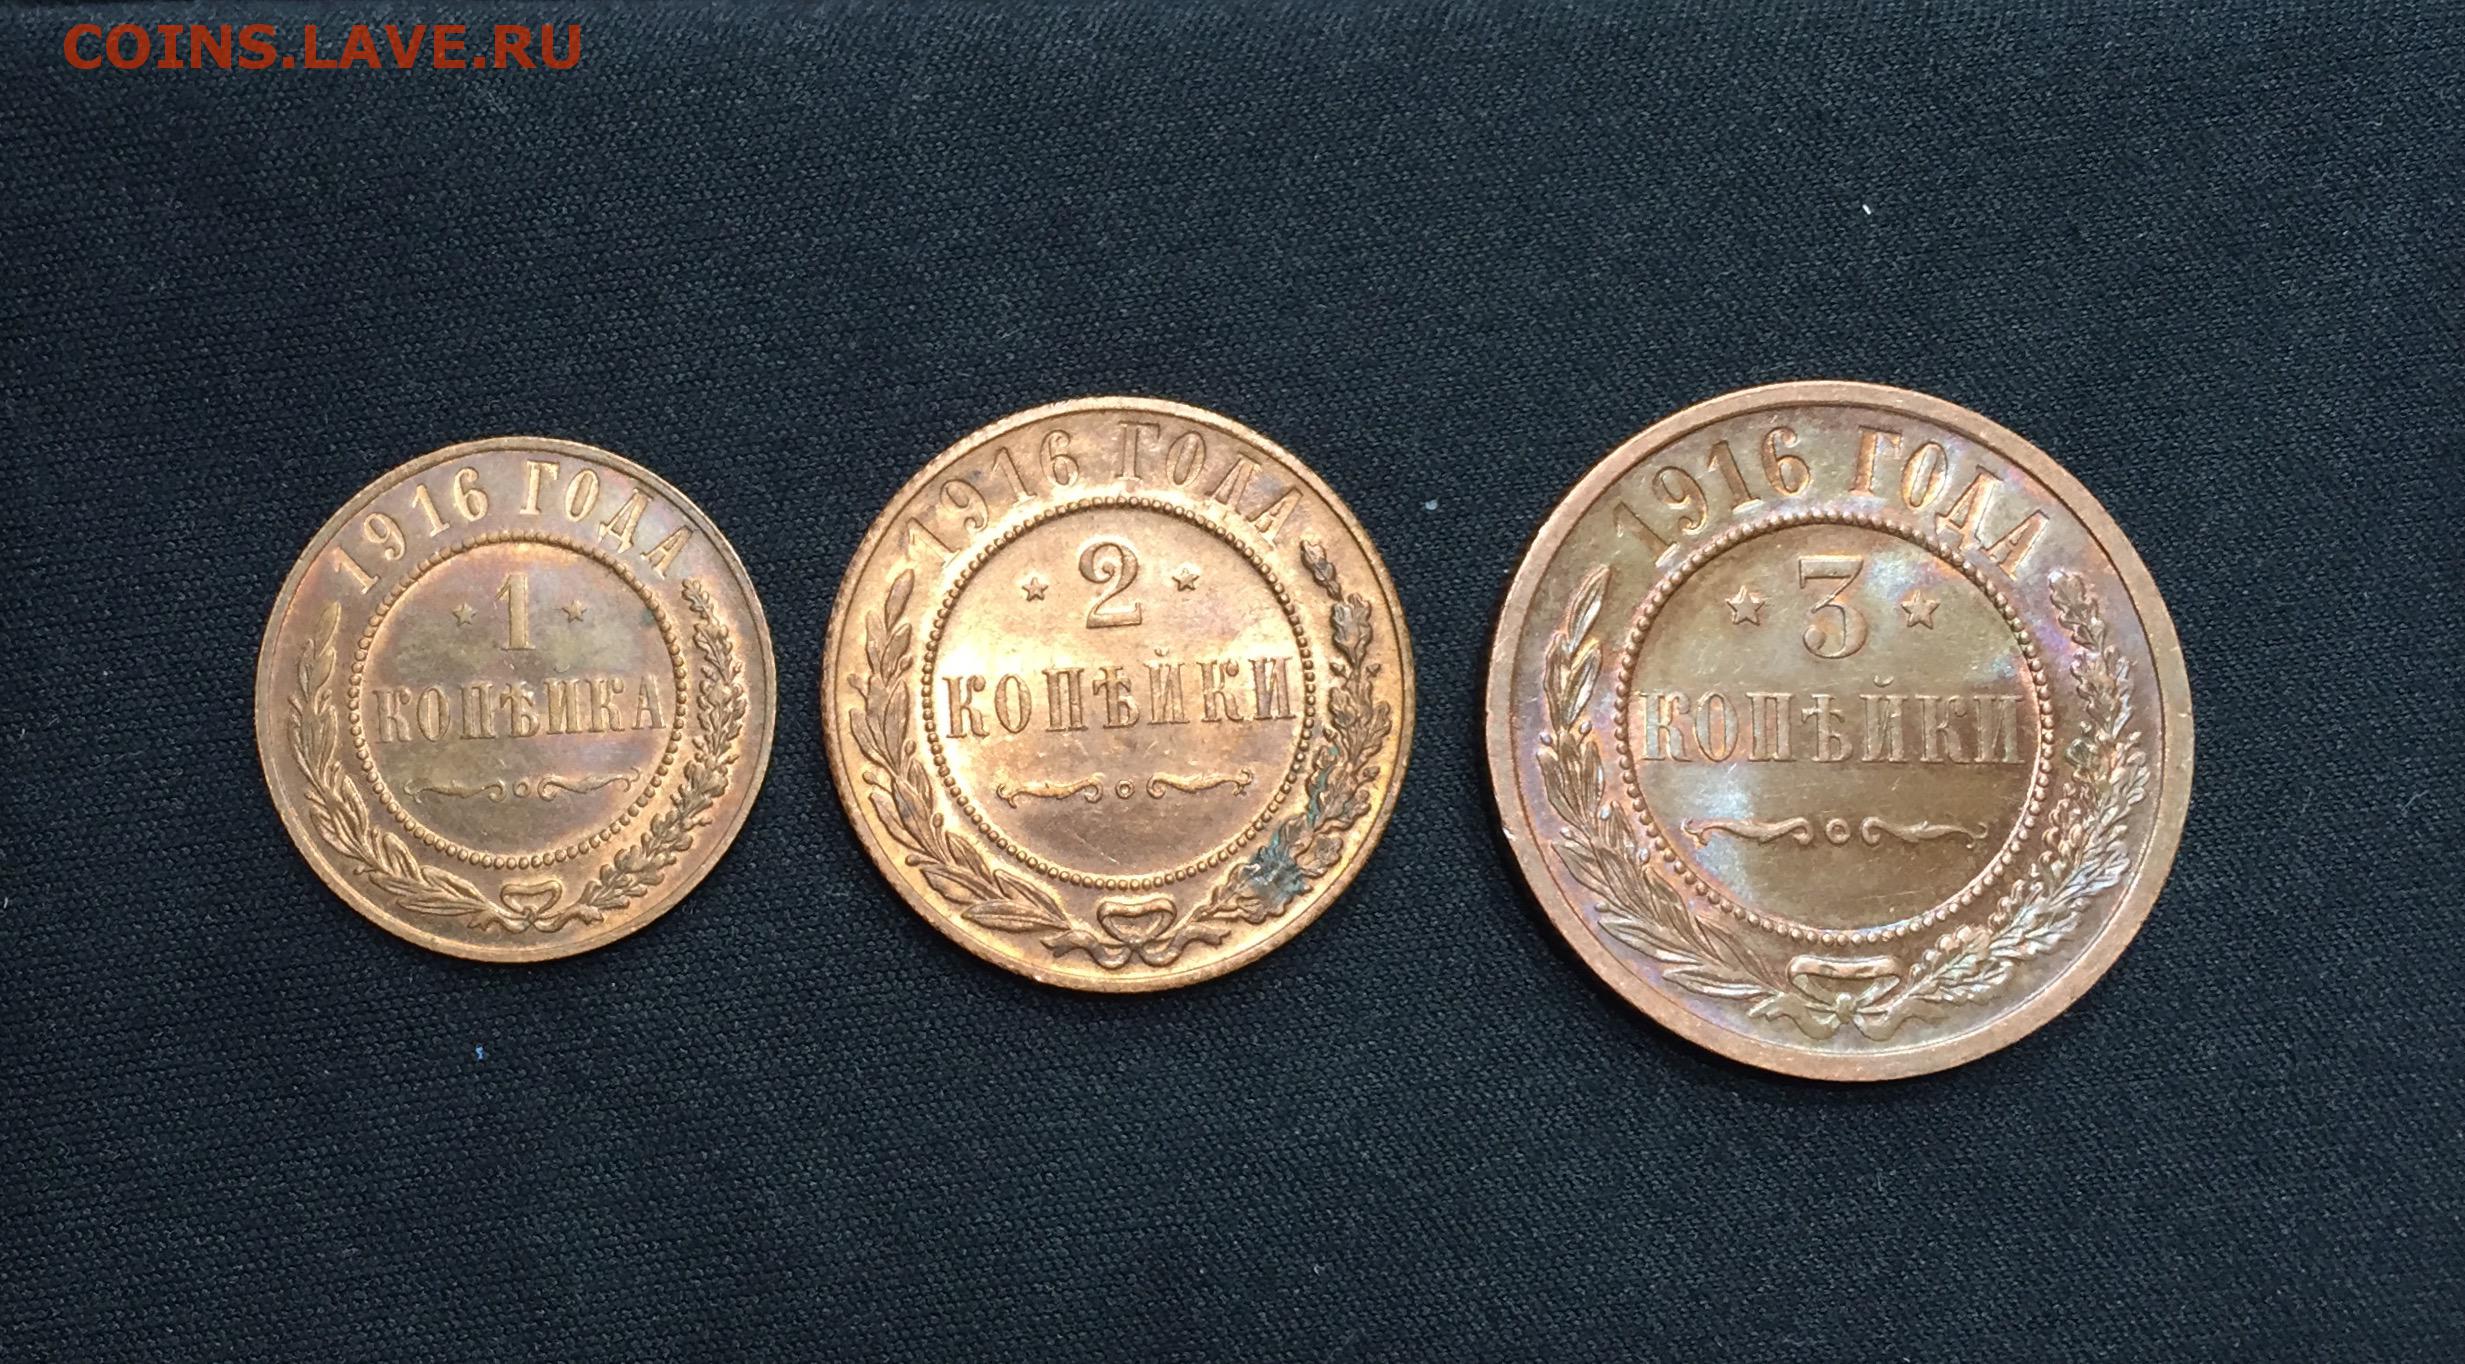 COINS.LAVE.RU
1916 ГОДА
1
КОПѢЙКА
1916 ГОДА
2
КОПѢЙКИ
1916 ГОДА
3
КОПѢЙКИ